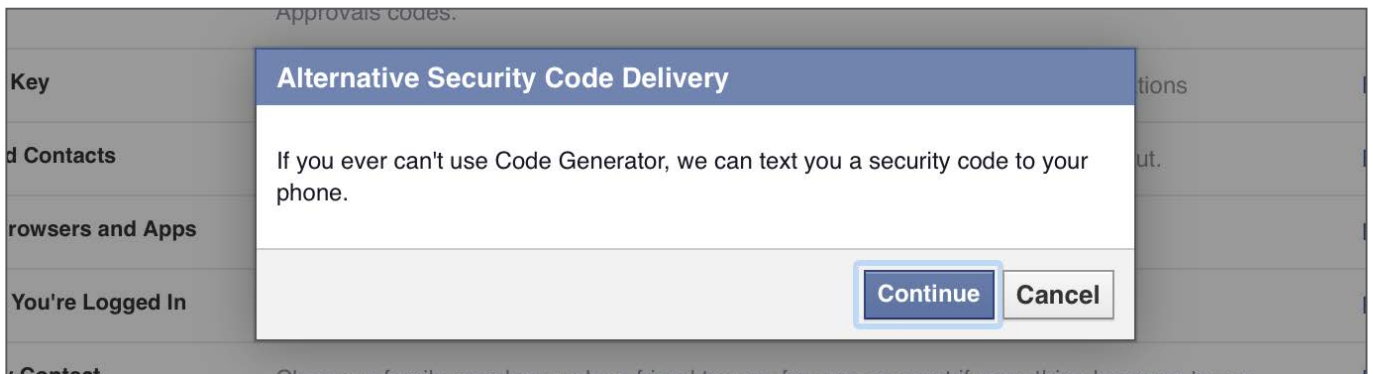 Approvals codes.
Alternative Security Code Delivery
Key
tions
d Contacts
If you ever can't use Code Generator, we can text you a security code to your
phone.
ut.
rowsers and Apps
You're Logged In
Continue
Cancel